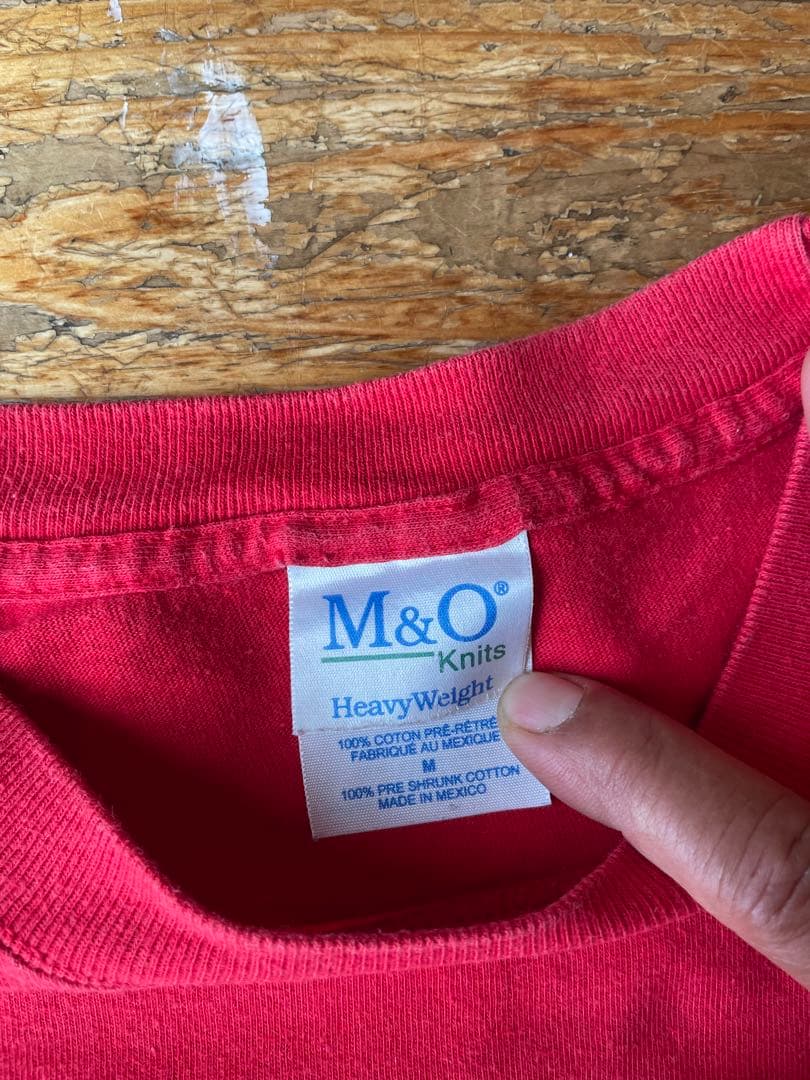 M&O®
Knits
HeavyWeight
100% COTON PRÉ-RÉTRÉ
FABRIQUÉ AU MEXIQUE
M
100% PRE SHRUNK COTTON
MADE IN MEXICO